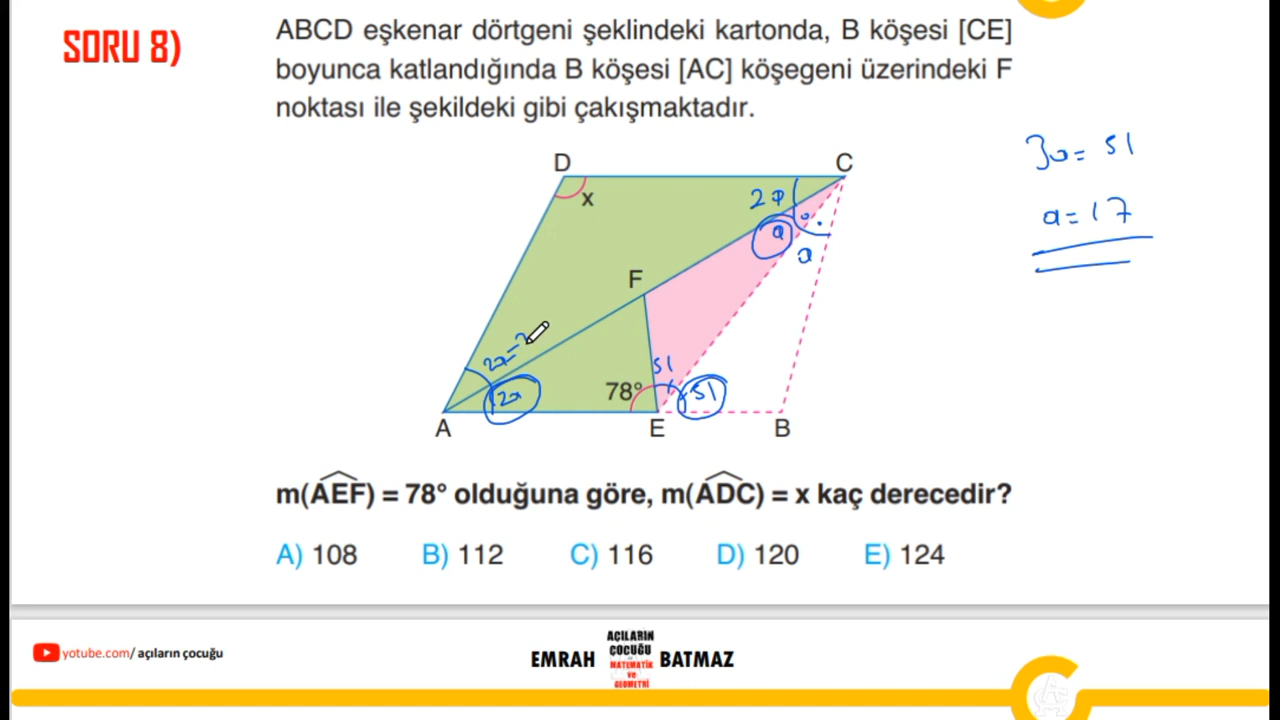 SORU 8)
ABCD eşkenar dörtgeni şeklindeki kartonda, B köşesi [CE]
boyunca katlandığında B köşesi [AC] köşegeni üzerindeki F
noktası ile şekildeki gibi çakışmaktadır.
3a = 51
a = 17
D
C
x
2a
a
a
F
2a =
51
2a
78°
51
A
E
B
m(AEF) = 78° olduğuna göre, m(ADC) = x kaç derecedir?
A) 108 B) 112 C) 116 D) 120 E) 124
yotube.com/ açıların çocuğu
EMRAH
AÇILARIN
ÇOCUĞU
MATEMATİK
ve
GEOMETRİ
BATMAZ